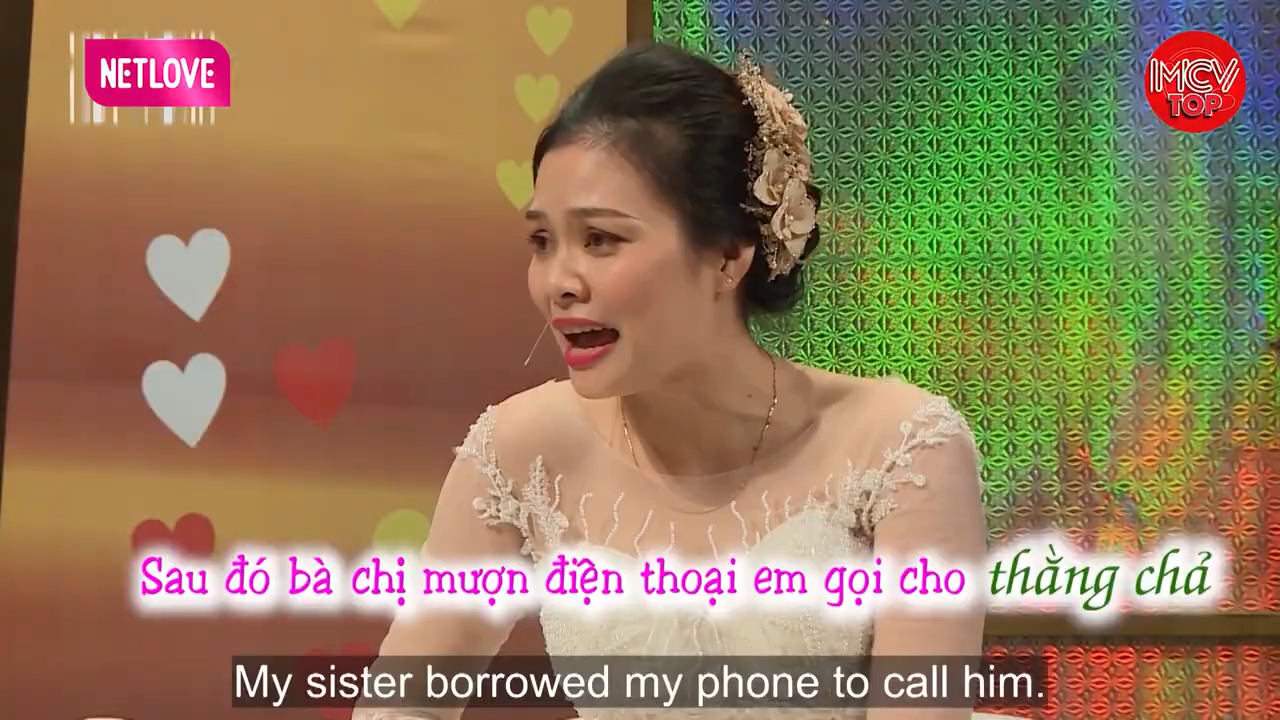 NETLOVE
MCV
TOP
Sau đó bà chị mượn điện thoại em gọi cho thằng chả
My sister borrowed my phone to call him.